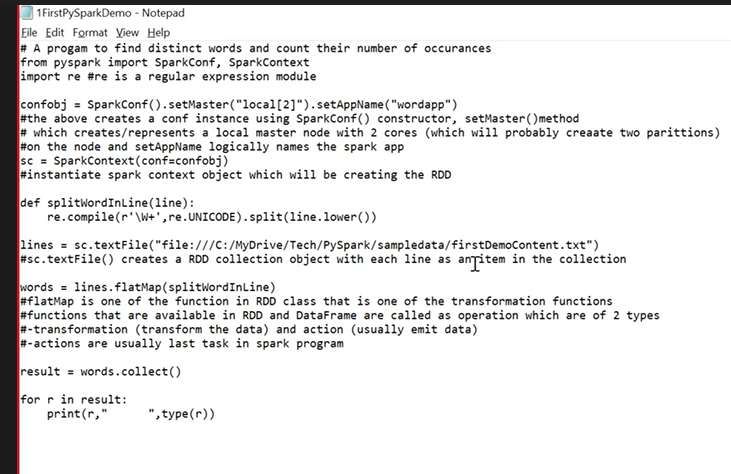 1FirstPySparkDemo - Notepad
File Edit Format View Help
# A progam to find distinct words and count their number of occurances
from pyspark import SparkConf, SparkContext
import re #re is a regular expression module

confobj = SparkConf().setMaster("local[2]").setAppName("wordapp")
#the above creates a conf instance using SparkConf() constructor, setMaster()method
# which creates/represents a local master node with 2 cores (which will probably creaate two parittions)
#on the node and setAppName logically names the spark app
sc = SparkContext(conf=confobj)
#instantiate spark context object which will be creating the RDD

def splitWordInLine(line):
    re.compile(r'\W+',re.UNICODE).split(line.lower())

lines = sc.textFile("file:///C:/MyDrive/Tech/PySpark/sampledata/firstDemoContent.txt")
#sc.textFile() creates a RDD collection object with each line as an item in the collection

words = lines.flatMap(splitWordInLine)
#flatMap is one of the function in RDD class that is one of the transformation functions
#functions that are available in RDD and DataFrame are called as operation which are of 2 types
#-transformation (transform the data) and action (usually emit data)
#-actions are usually last task in spark program

result = words.collect()

for r in result:
    print(r,"      ",type(r))